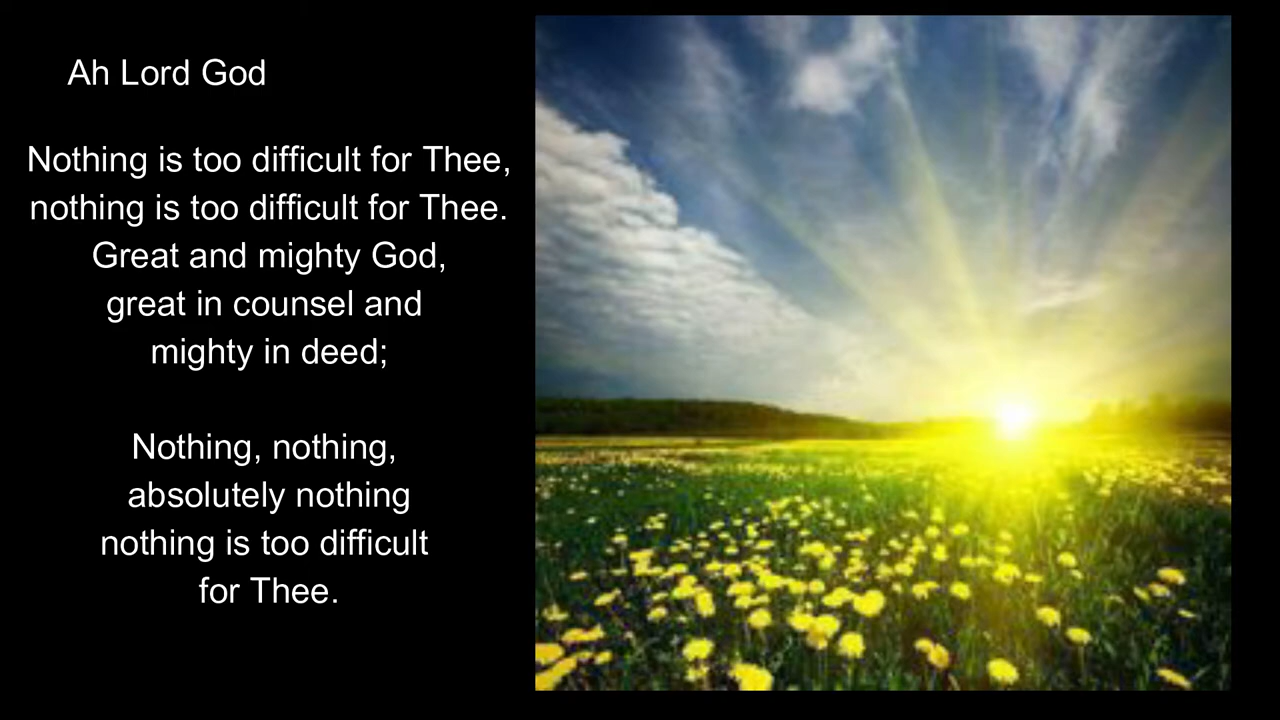 Ah Lord God
Nothing is too difficult for Thee,
nothing is too difficult for Thee.
Great and mighty God,
great in counsel and
mighty in deed;
Nothing, nothing,
absolutely nothing
nothing is too difficult
for Thee.